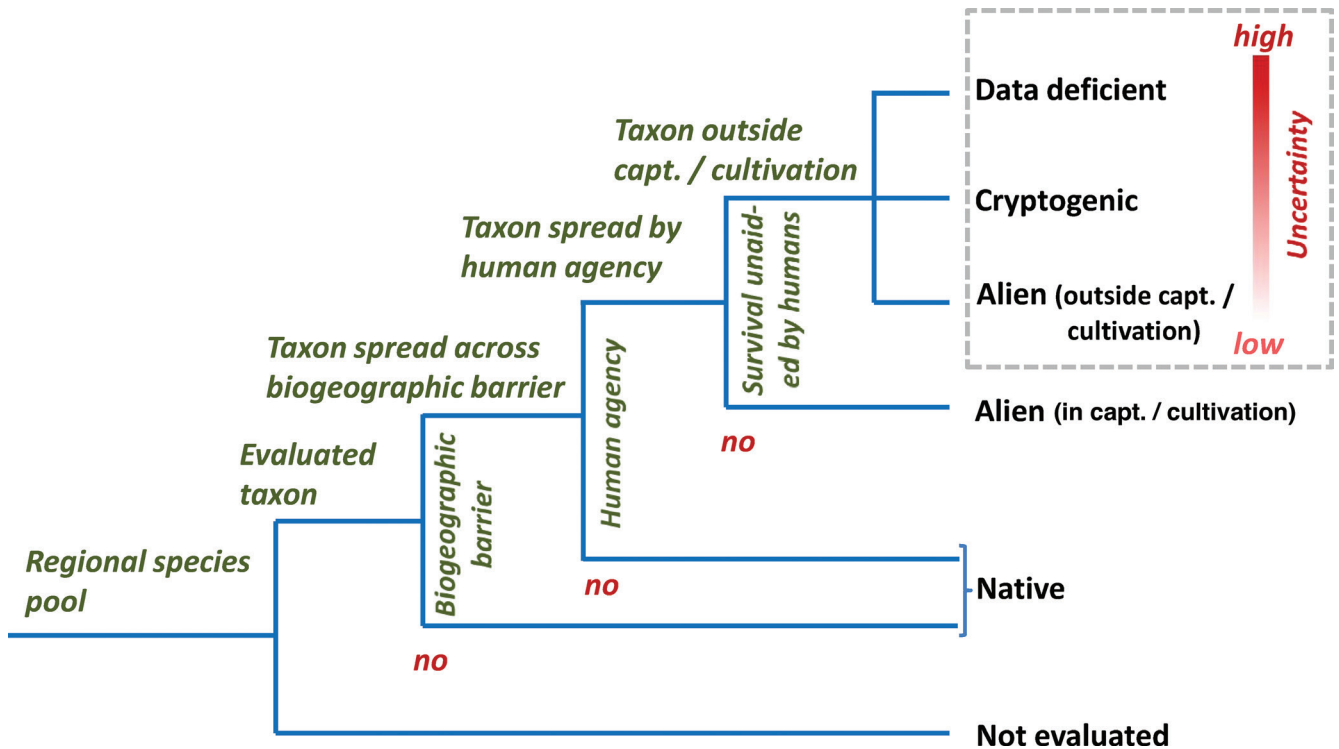 high
Data deficient
Uncertainty
Taxon outside
capt. / cultivation
Cryptogenic
Taxon spread by
human agency
Survival unaid-
ed by humans
Alien (outside capt. /
cultivation)
low
Taxon spread across
biogeographic barrier
Human agency
Alien (in capt. / cultivation)
no
Evaluated
taxon
Biogeographic
barrier
Regional species
pool
no
Native
no
Not evaluated